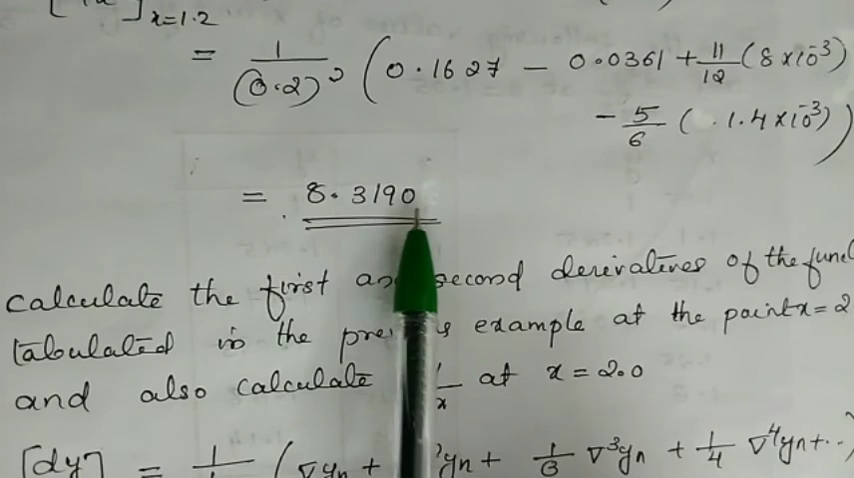 ]x=1.2
= 1/(0.2)² (0.1627 - 0.0361 + 11/12 (8×10⁻³)
- 5/6 (.1.4×10⁻³))
= 8.3190
calculate the first second derivatives of the
tabulated in the example at the point x=2
and also calculate at x = 2.0
[dy] = 1/ (∇yn + yn + 1/3 ∇³yn + 1/4 ∇⁴yn+..)